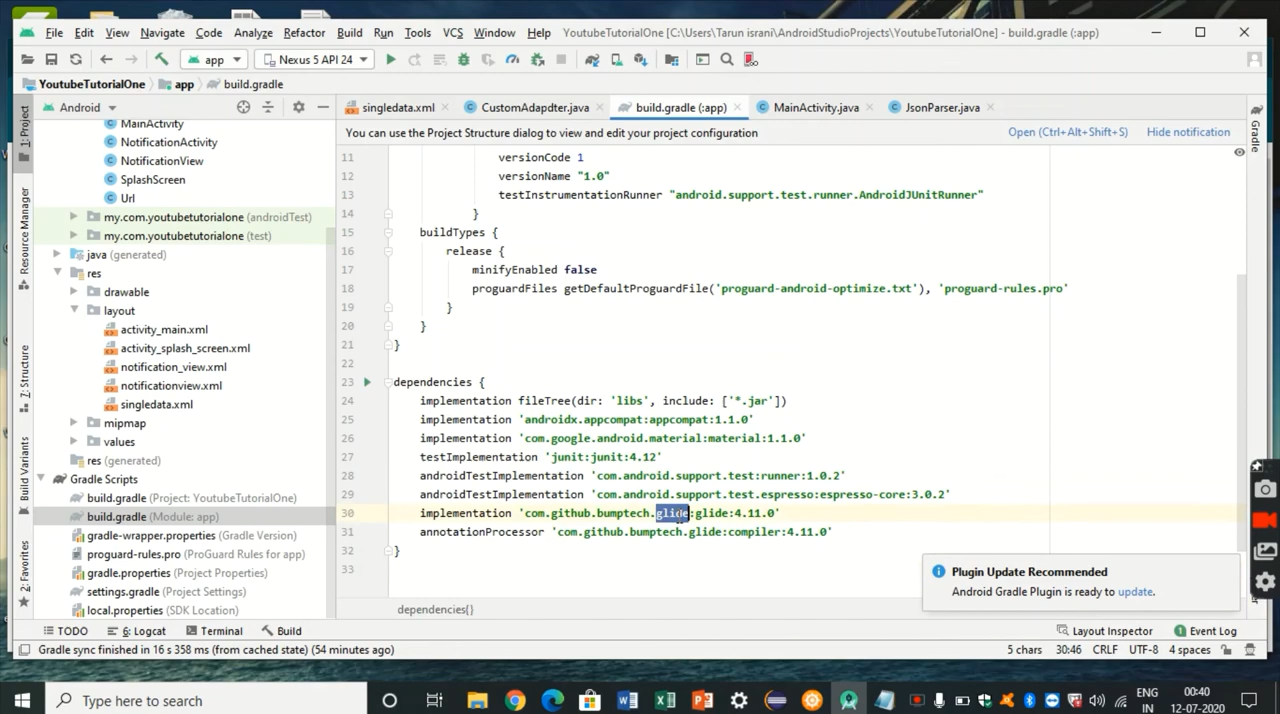 File Edit View Navigate Code Analyze Refactor Build Run Tools VCS Window Help YoutubeTutorialOne [C:\Users\Tarun israni\AndroidStudioProjects\YoutubeTutorialOne] - build.gradle (:app)
app Nexus 5 API 24
YoutubeTutorialOne app build.gradle
Android singledata.xml CustomAdapdter.java build.gradle (:app) MainActivity.java JsonParser.java
You can use the Project Structure dialog to view and edit your project configuration Open (Ctrl+Alt+Shift+S) Hide notification
1: Project
Resource Manager
Z: Structure
Build Variants
2: Favorites
Gradle
MainActivity
NotificationActivity
NotificationView
SplashScreen
Url
my.com.youtubetutorialone (androidTest)
my.com.youtubetutorialone (test)
java (generated)
res
drawable
layout
activity_main.xml
activity_splash_screen.xml
notification_view.xml
notificationview.xml
singledata.xml
mipmap
values
res (generated)
Gradle Scripts
build.gradle (Project: YoutubeTutorialOne)
build.gradle (Module: app)
gradle-wrapper.properties (Gradle Version)
proguard-rules.pro (ProGuard Rules for app)
gradle.properties (Project Properties)
settings.gradle (Project Settings)
local.properties (SDK Location)
11 versionCode 1
12 versionName "1.0"
13 testInstrumentationRunner "android.support.test.runner.AndroidJUnitRunner"
14 }
15 buildTypes {
16 release {
17 minifyEnabled false
18 proguardFiles getDefaultProguardFile('proguard-android-optimize.txt'), 'proguard-rules.pro'
19 }
20 }
21 }
22
23 dependencies {
24 implementation fileTree(dir: 'libs', include: ['*.jar'])
25 implementation 'androidx.appcompat:appcompat:1.1.0'
26 implementation 'com.google.android.material:material:1.1.0'
27 testImplementation 'junit:junit:4.12'
28 androidTestImplementation 'com.android.support.test:runner:1.0.2'
29 androidTestImplementation 'com.android.support.test.espresso:espresso-core:3.0.2'
30 implementation 'com.github.bumptech.glide:glide:4.11.0'
31 annotationProcessor 'com.github.bumptech.glide:compiler:4.11.0'
32 }
33
Plugin Update Recommended
Android Gradle Plugin is ready to update.
dependencies{}
TODO 6: Logcat Terminal Build Layout Inspector 1 Event Log
Gradle sync finished in 16 s 358 ms (from cached state) (54 minutes ago) 5 chars 30:46 CRLF UTF-8 4 spaces
Type here to search
ENG
IN
00:40
12-07-2020